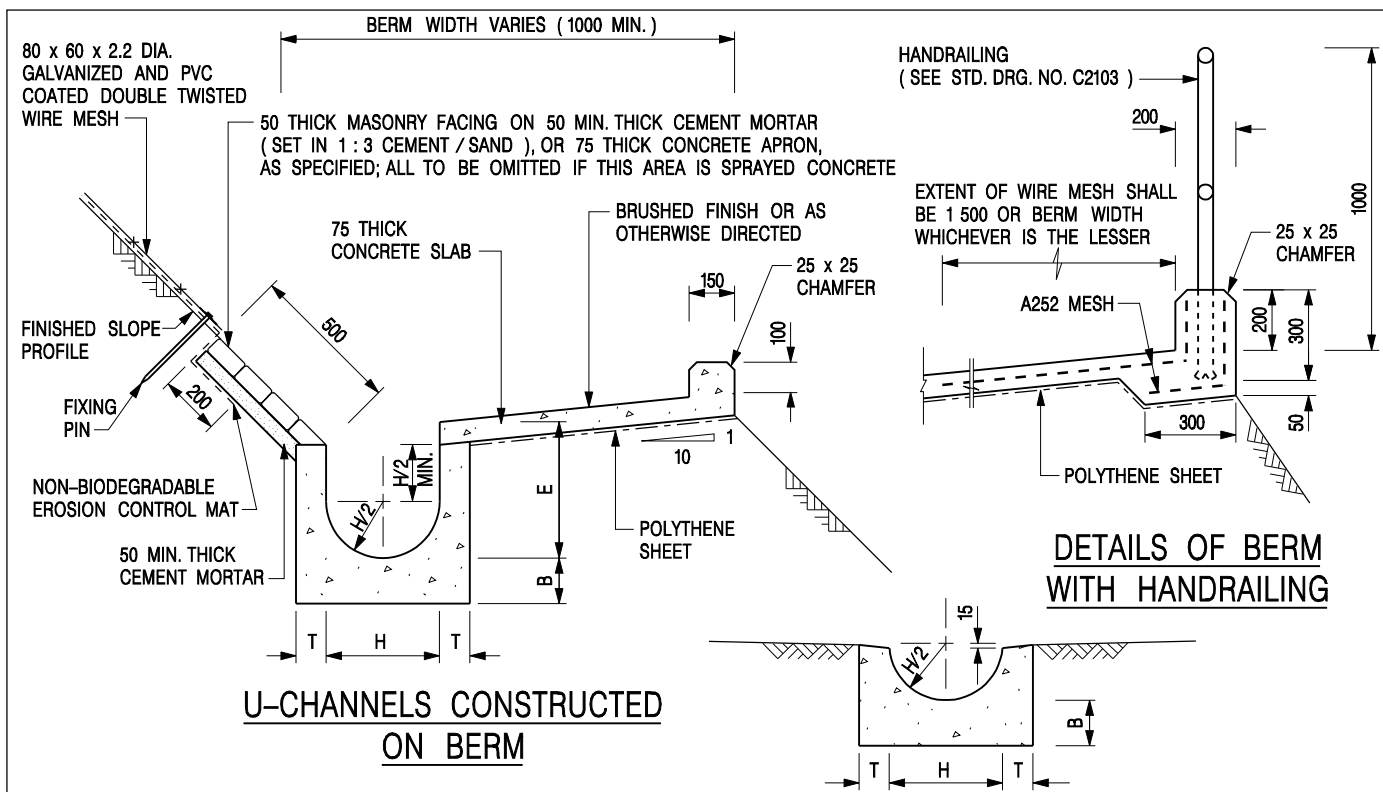 BERM WIDTH VARIES ( 1000 MIN. )
80 x 60 x 2.2 DIA.
GALVANIZED AND PVC
COATED DOUBLE TWISTED
WIRE MESH
50 THICK MASONRY FACING ON 50 MIN. THICK CEMENT MORTAR
( SET IN 1 : 3 CEMENT / SAND ), OR 75 THICK CONCRETE APRON,
AS SPECIFIED; ALL TO BE OMITTED IF THIS AREA IS SPRAYED CONCRETE
75 THICK
CONCRETE SLAB
BRUSHED FINISH OR AS
OTHERWISE DIRECTED
25 x 25
CHAMFER
150
100
500
FINISHED SLOPE
PROFILE
FIXING
PIN
200
NON-BIODEGRADABLE
EROSION CONTROL MAT
50 MIN. THICK
CEMENT MORTAR
H/2
MIN.
H/2
E
B
1
10
POLYTHENE
SHEET
T
H
T
U-CHANNELS CONSTRUCTED
ON BERM
HANDRAILING
( SEE STD. DRG. NO. C2103 )
200
1000
EXTENT OF WIRE MESH SHALL
BE 1 500 OR BERM WIDTH
WHICHEVER IS THE LESSER
25 x 25
CHAMFER
A252 MESH
200
300
50
300
POLYTHENE SHEET
DETAILS OF BERM
WITH HANDRAILING
15
H/2
B
T
H
T